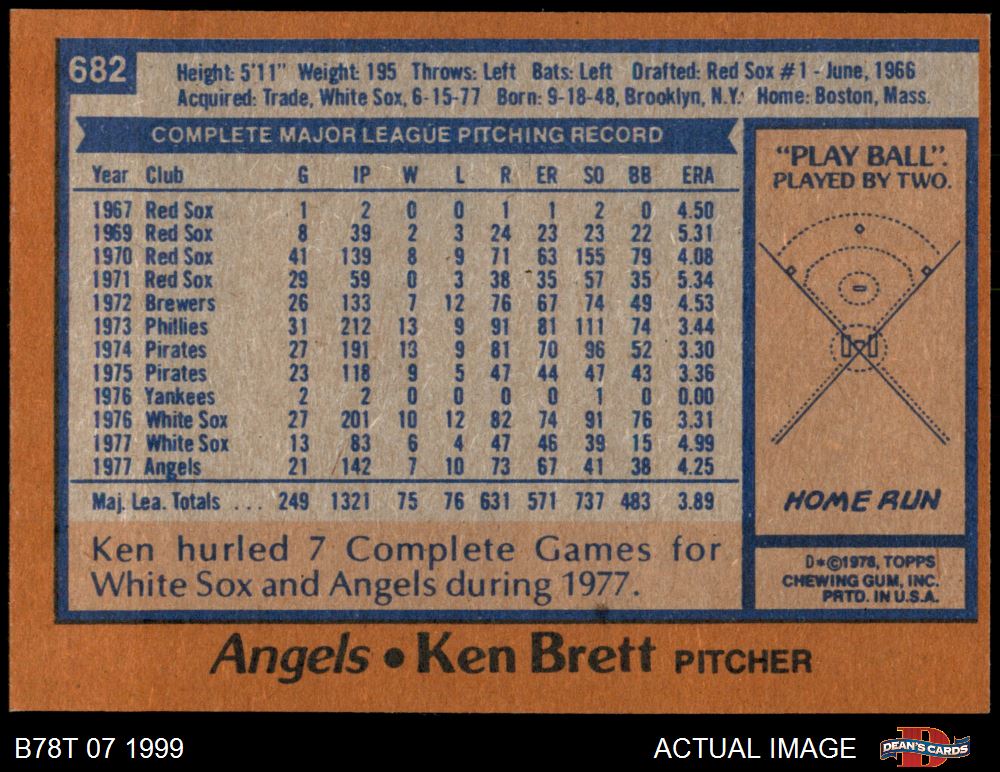 682
Height: 5'11" Weight: 195 Throws: Left Bats: Left Drafted: Red Sox #1 - June, 1966
Acquired: Trade, White Sox, 6-15-77 Born: 9-18-48, Brooklyn, N.Y. Home: Boston, Mass.
COMPLETE MAJOR LEAGUE PITCHING RECORD
Year Club G IP W L R ER SO BB ERA
1967 Red Sox 1 2 0 0 1 1 2 0 4.50
1969 Red Sox 8 39 2 3 24 23 23 22 5.31
1970 Red Sox 41 139 8 9 71 63 155 79 4.08
1971 Red Sox 29 59 0 3 38 35 57 35 5.34
1972 Brewers 26 133 7 12 76 67 74 49 4.53
1973 Phillies 31 212 13 9 91 81 111 74 3.44
1974 Pirates 27 191 13 9 81 70 96 52 3.30
1975 Pirates 23 118 9 5 47 44 47 43 3.36
1976 Yankees 2 2 0 0 0 0 1 0 0.00
1976 White Sox 27 201 10 12 82 74 91 76 3.31
1977 White Sox 13 83 6 4 47 46 39 15 4.99
1977 Angels 21 142 7 10 73 67 41 38 4.25
Maj. Lea. Totals ... 249 1321 75 76 631 571 737 483 3.89
Ken hurled 7 Complete Games for
White Sox and Angels during 1977.
"PLAY BALL".
PLAYED BY TWO.
HOME RUN
D*©1978, TOPPS
CHEWING GUM, INC.
PRTD. IN U.S.A.
Angels • Ken Brett PITCHER
B78T 07 1999
ACTUAL IMAGE
DEAN'S CARDS